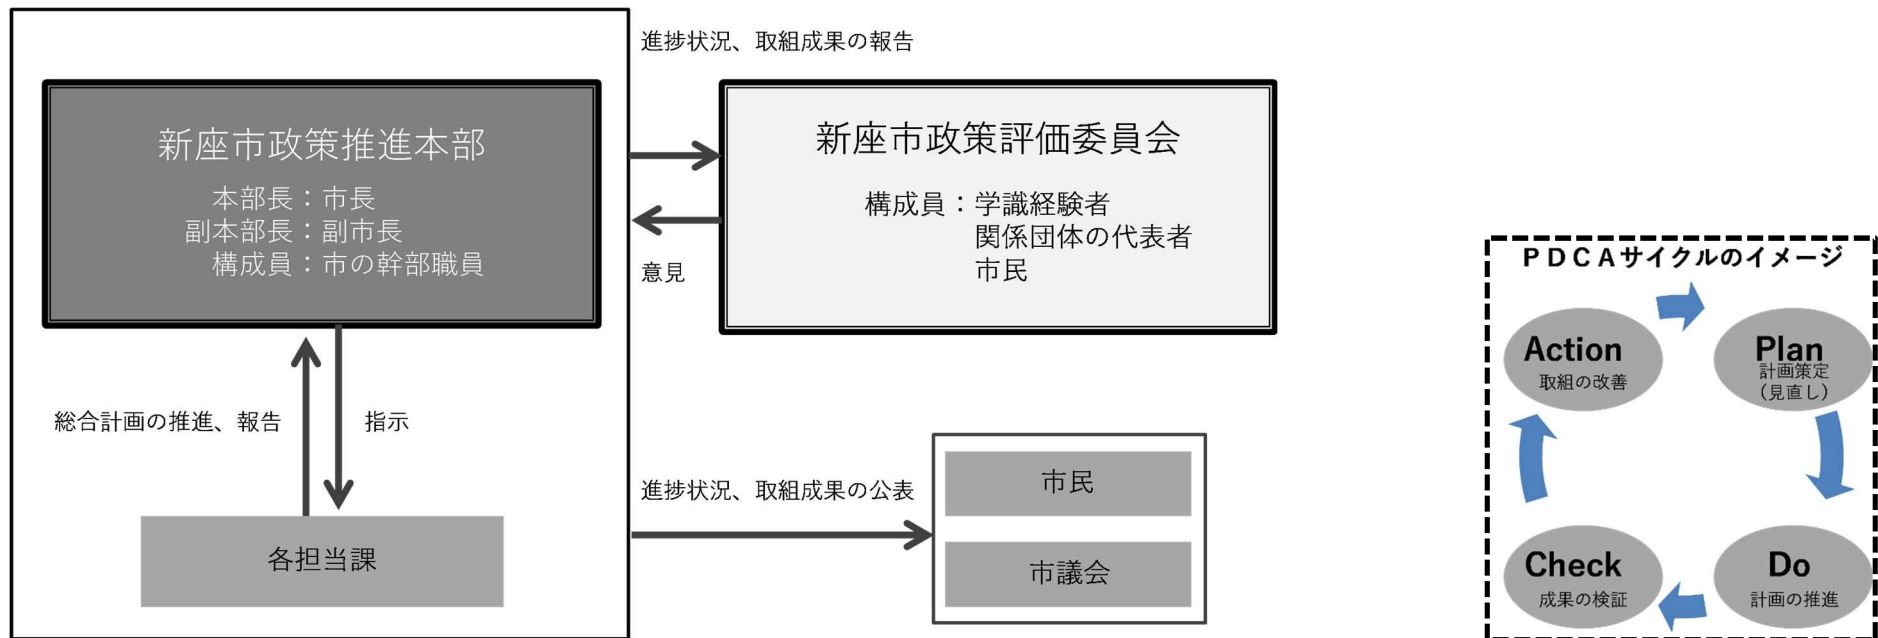 進捗状況、取組成果の報告
新座市政策推進本部
本部長：市長
副本部長：副市長
構成員：市の幹部職員
新座市政策評価委員会
構成員：学識経験者
関係団体の代表者
市民
意見
総合計画の推進、報告
指示
各担当課
進捗状況、取組成果の公表
市民
市議会
ＰＤＣＡサイクルのイメージ
Action
取組の改善
Plan
計画策定
（見直し）
Check
成果の検証
Do
計画の推進